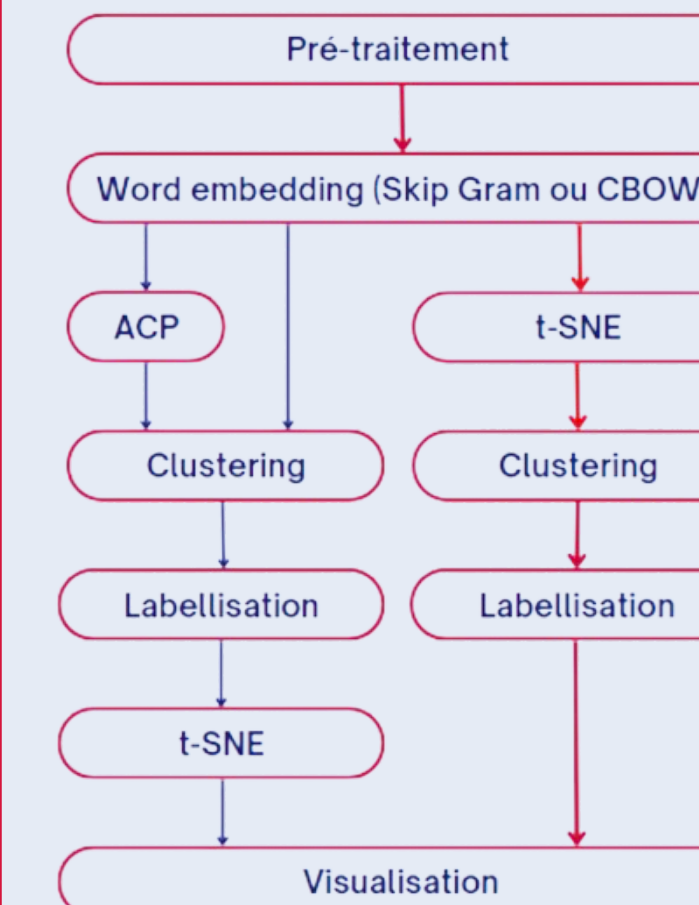 Pré-traitement
Word embedding (Skip Gram ou CBOW
ACP
t-SNE
Clustering
Clustering
Labellisation
Labellisation
t-SNE
Visualisation